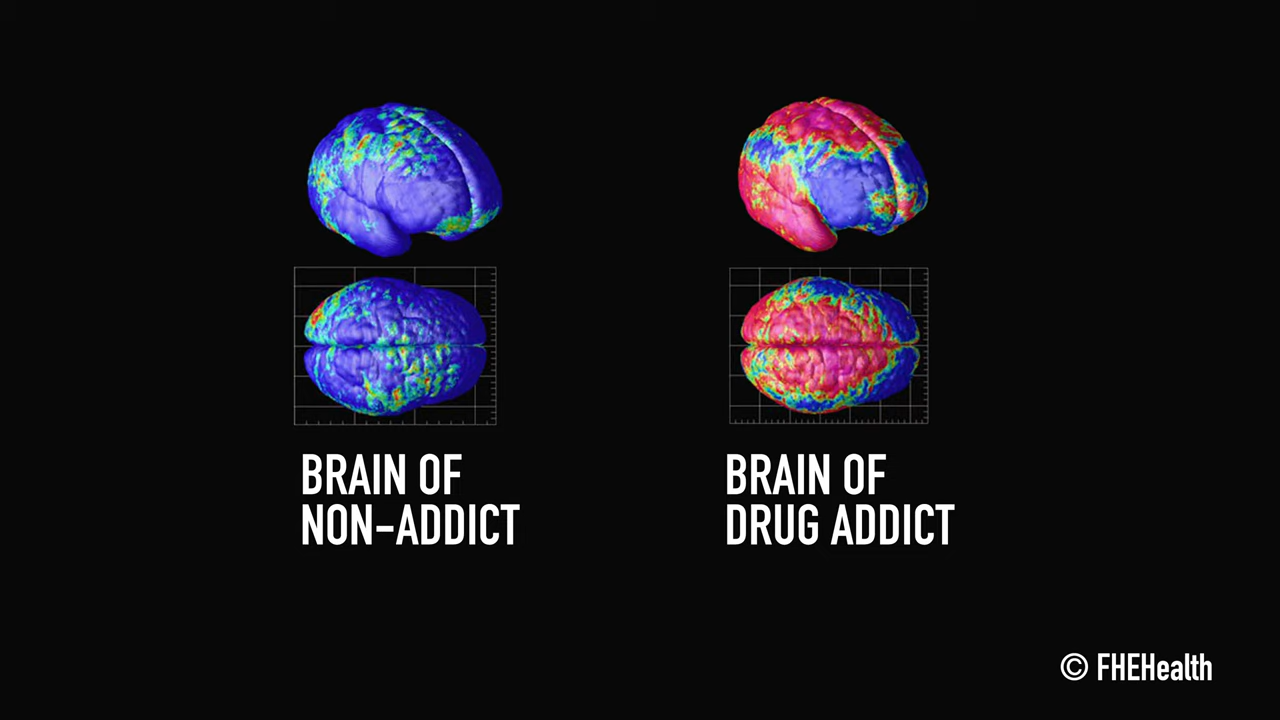 BRAIN OF
NON-ADDICT
BRAIN OF
DRUG ADDICT
© FHEHealth